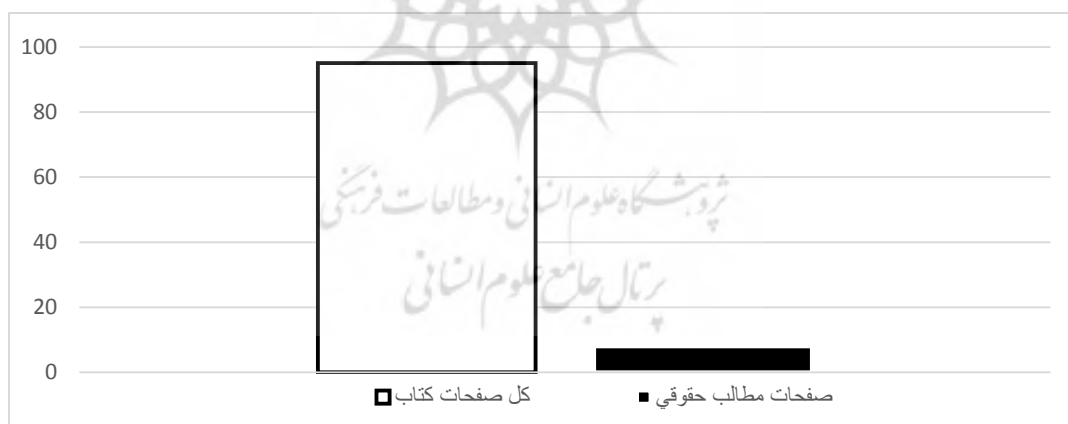 100
80
60
40
20
0
پژوهشگاه علوم انسانی و مطالعات فرهنگی
پرتال جامع علوم انسانی
کل صفحات کتاب صفحات مطالب حقوقي